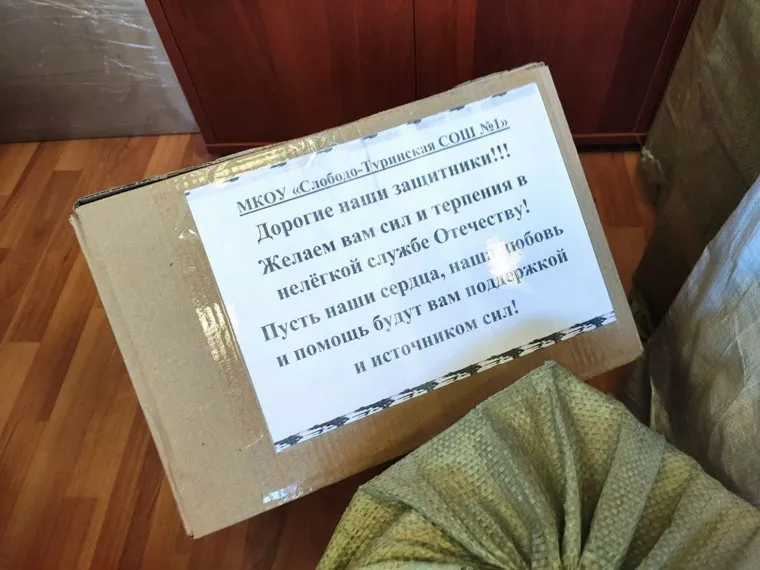 МКОУ «Слободо-Туринская СОШ №1»
Дорогие наши защитники!!!
Желаем вам сил и терпения в
нелёгкой службе Отечеству!
Пусть наши сердца, наша любовь
и помощь будут вам поддержкой
и источником сил!